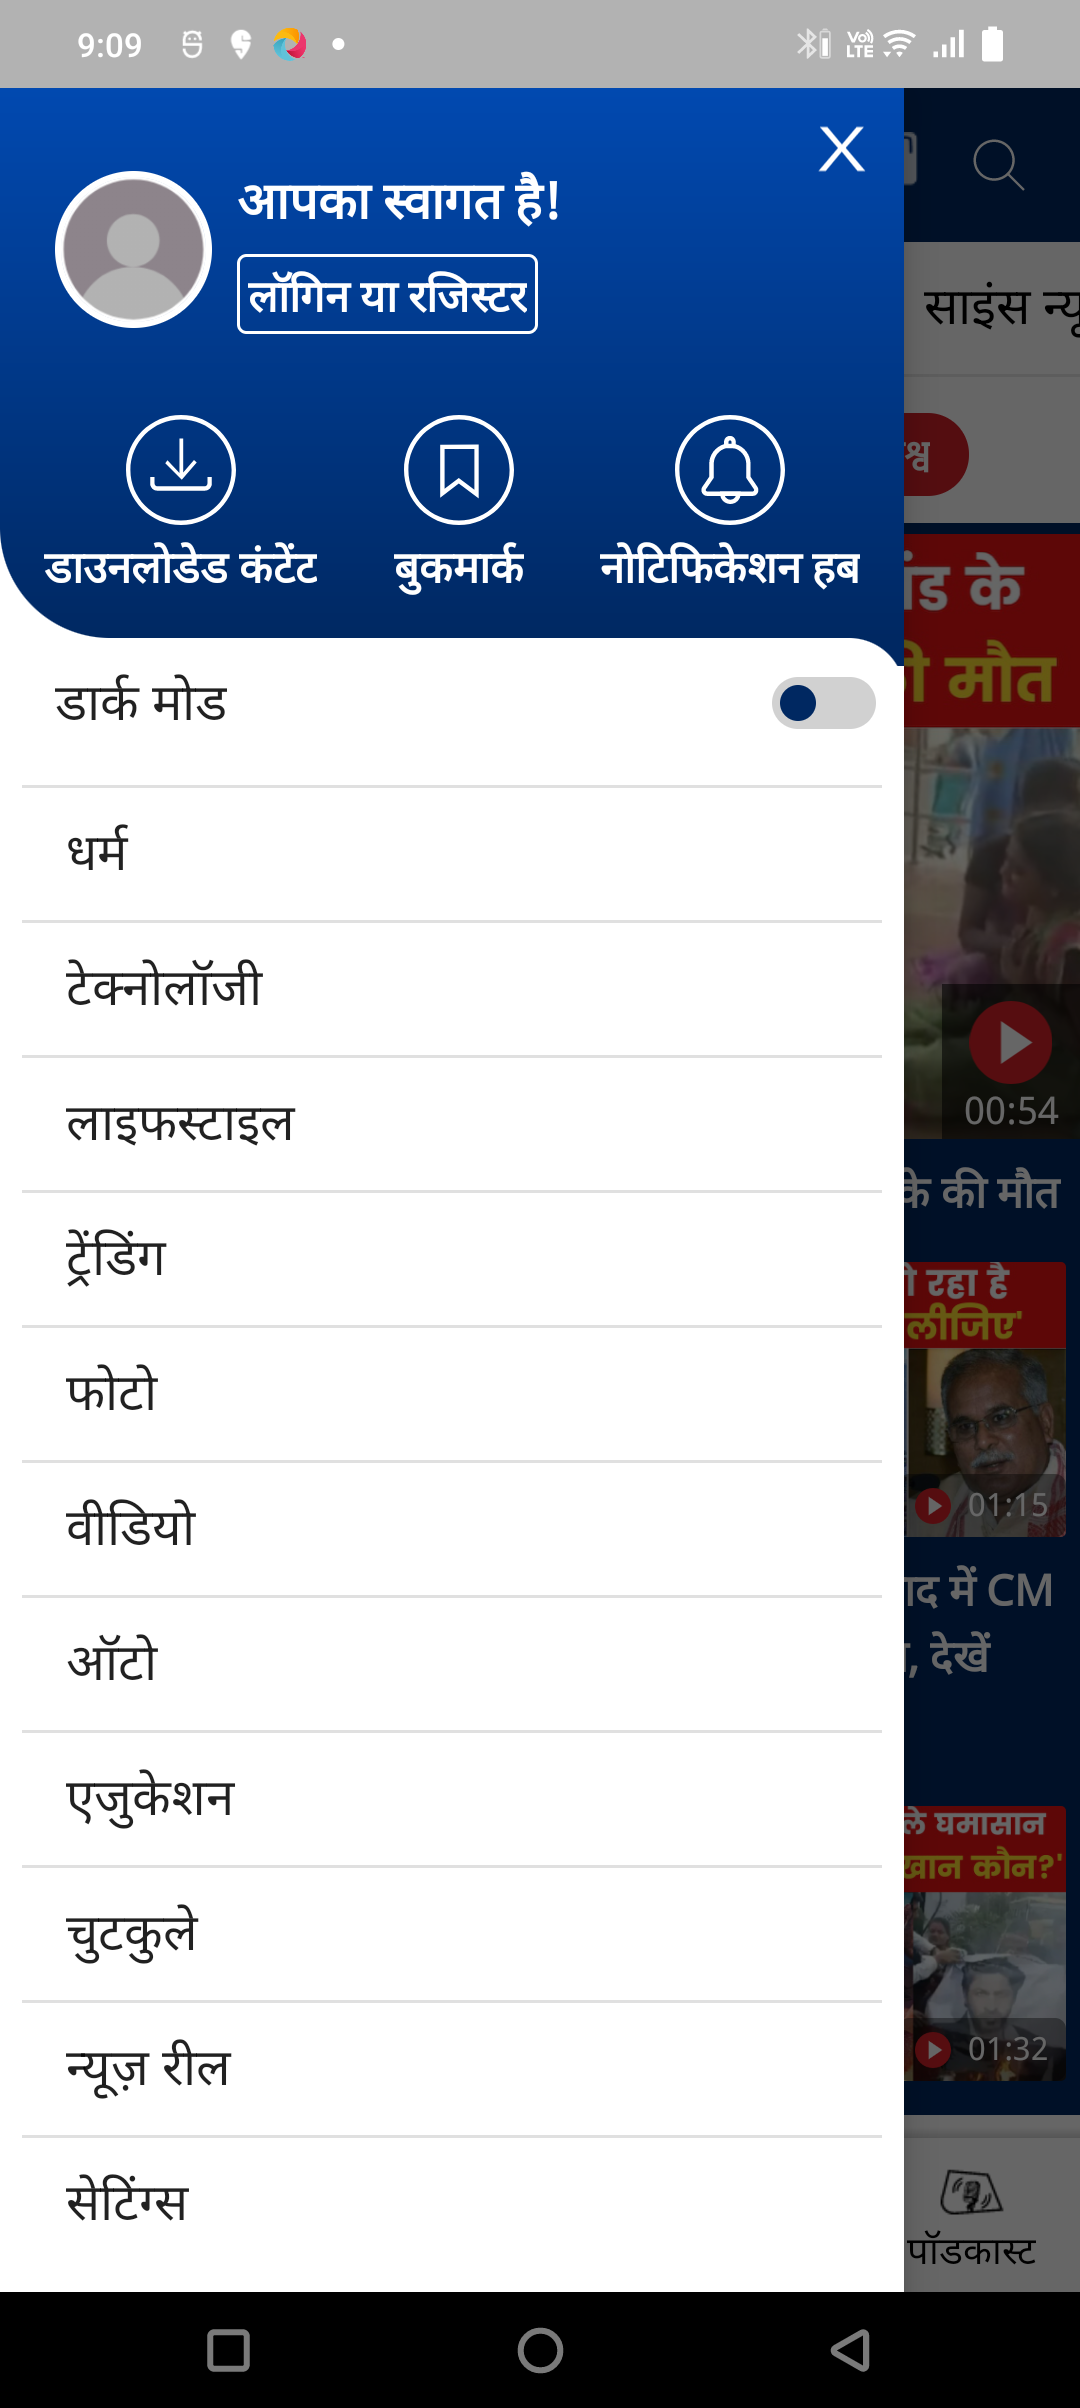 9:09
VoLTE
आपका स्वागत है!
लॉगिन या रजिस्टर
डाउनलोडेड कंटेंट
बुकमार्क
नोटिफिकेशन हब
डार्क मोड
धर्म
टेक्नोलॉजी
लाइफस्टाइल
ट्रेंडिंग
फोटो
वीडियो
ऑटो
एजुकेशन
चुटकुले
न्यूज़ रील
सेटिंग्स
साइंस
के
मौत
00:54
की मौत
रहा है
लीजिए'
01:15
में CM
, देखें
घमासान
कौन?'
01:32
पॉडकास्ट